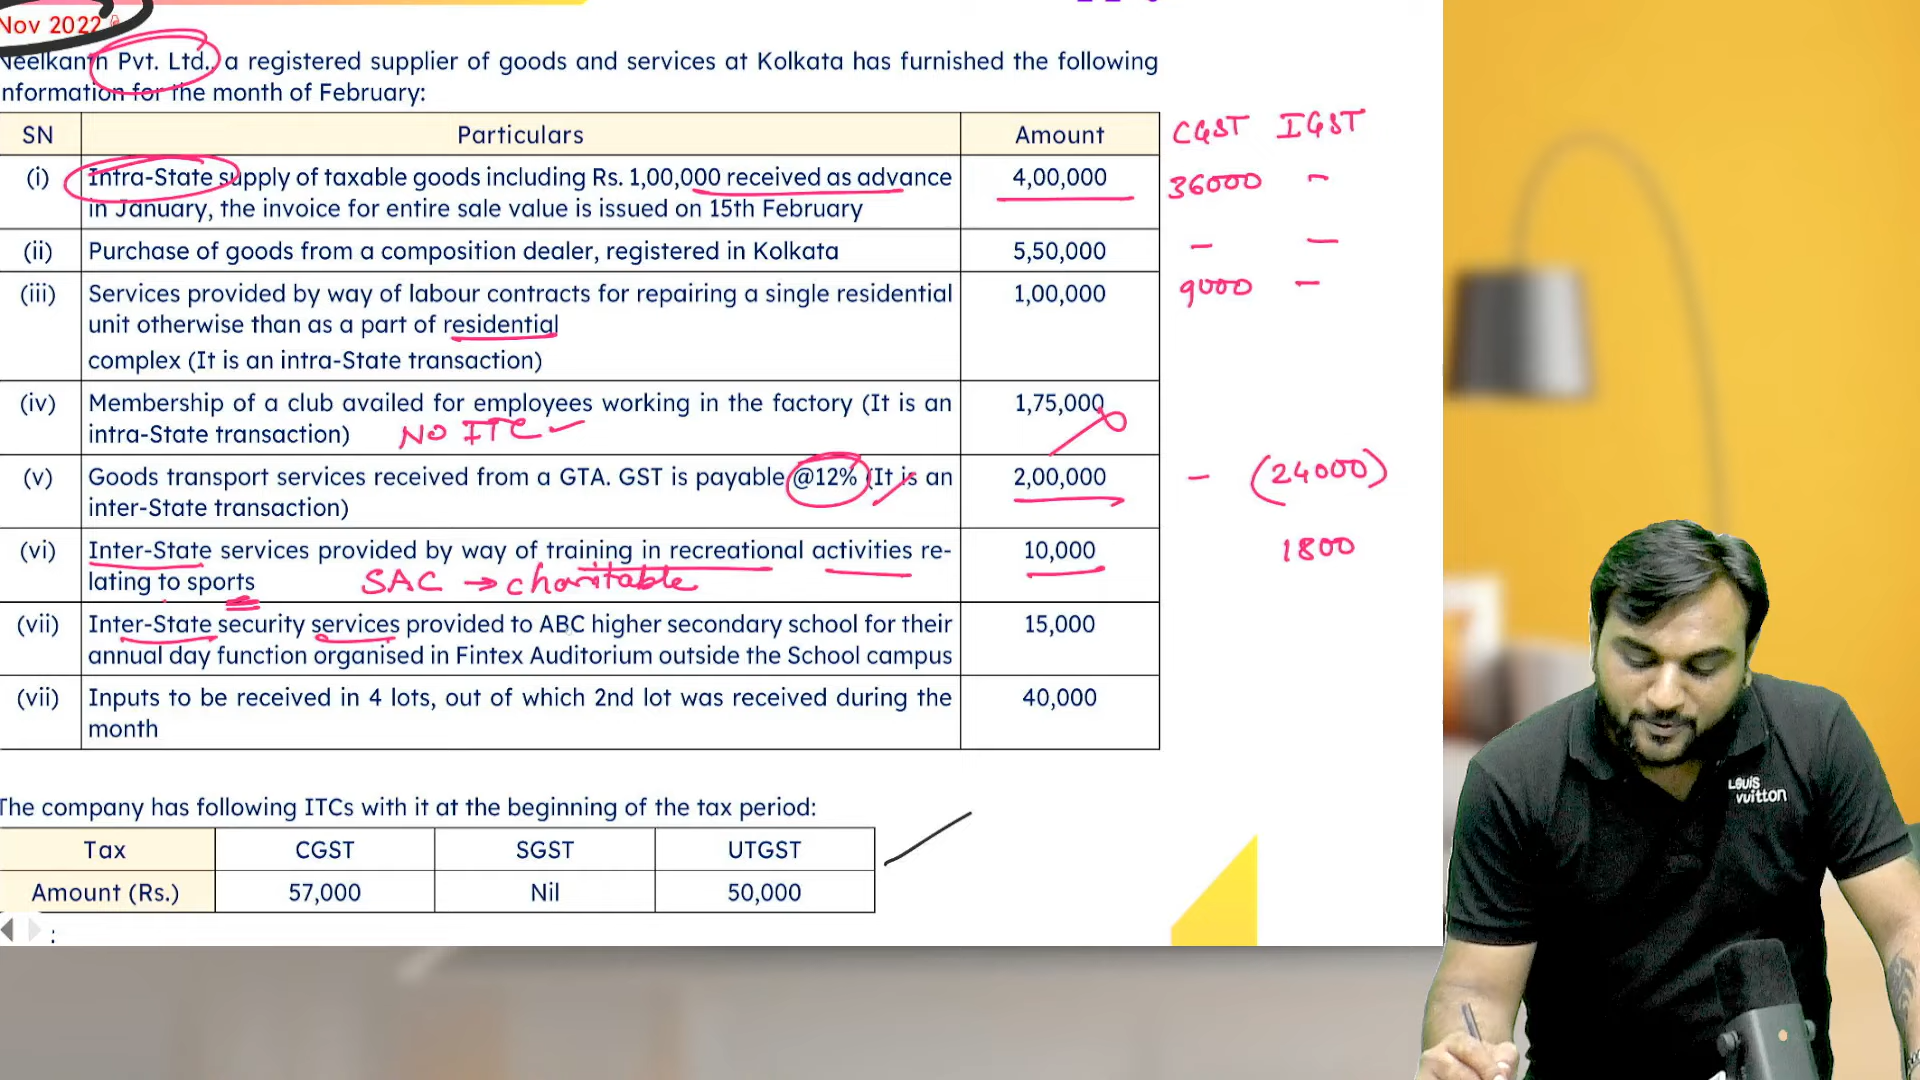 Nov 2022
Neelkanth Pvt. Ltd., a registered supplier of goods and services at Kolkata has furnished the following
nformation for the month of February:
SN Particulars Amount CGST IGST
(i) Intra-State supply of taxable goods including Rs. 1,00,000 received as advance 4,00,000 36000 -
in January, the invoice for entire sale value is issued on 15th February
(ii) Purchase of goods from a composition dealer, registered in Kolkata 5,50,000 - -
(iii) Services provided by way of labour contracts for repairing a single residential 1,00,000 9000 -
unit otherwise than as a part of residential
complex (It is an intra-State transaction)
(iv) Membership of a club availed for employees working in the factory (It is an 1,75,000
intra-State transaction) NO ITC
(v) Goods transport services received from a GTA. GST is payable @12% (It is an 2,00,000 - (24000)
inter-State transaction)
(vi) Inter-State services provided by way of training in recreational activities re- 10,000 1800
lating to sports SAC → charitable
(vii) Inter-State security services provided to ABC higher secondary school for their 15,000
annual day function organised in Fintex Auditorium outside the School campus
(vii) Inputs to be received in 4 lots, out of which 2nd lot was received during the 40,000
month
The company has following ITCs with it at the beginning of the tax period:
Tax CGST SGST UTGST
Amount (Rs.) 57,000 Nil 50,000
:
Louis
vuitton